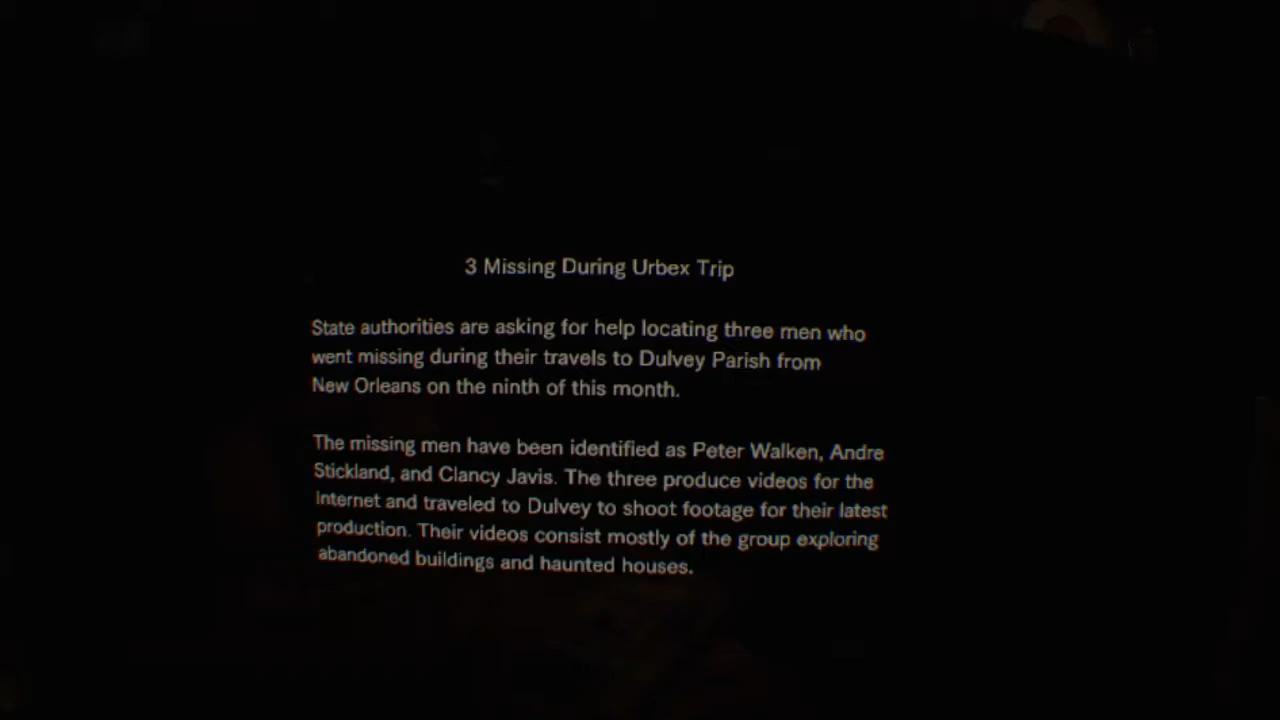 3 Missing During Urbex Trip
State authorities are asking for help locating three men who
went missing during their travels to Dulvey Parish from
New Orleans on the ninth of this month.
The missing men have been identified as Peter Walken, Andre
Stickland, and Clancy Javis. The three produce videos for the
Internet and traveled to Dulvey to shoot footage for their latest
production. Their videos consist mostly of the group exploring
abandoned buildings and haunted houses.